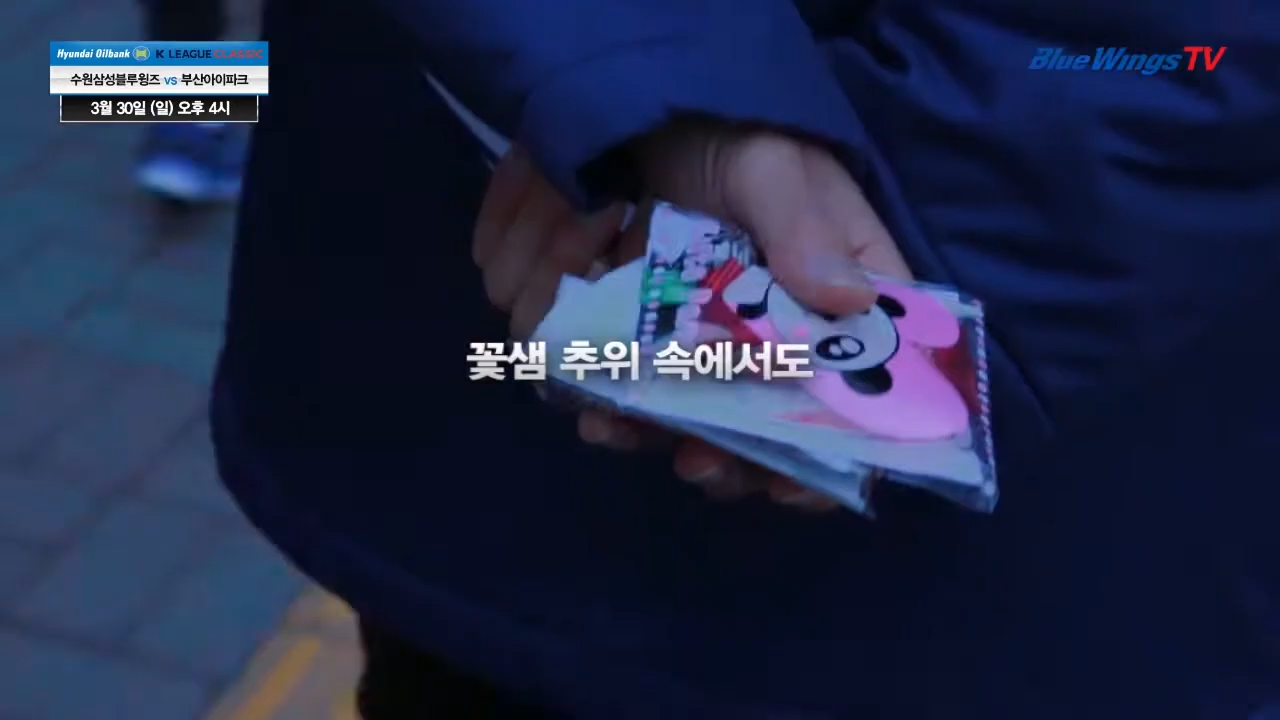 Hyundai Oilbank K LEAGUE CLASSIC
수원삼성블루윙즈 vs 부산아이파크
3월 30일 (일) 오후 4시
BlueWings TV
꽃샘 추위 속에서도